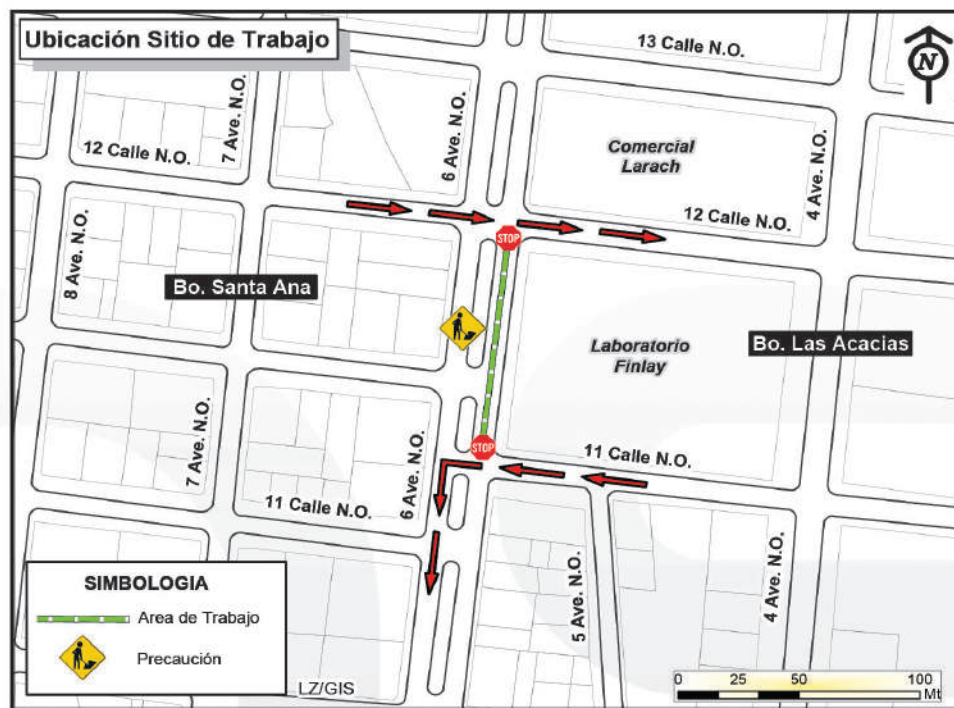 Ubicación Sitio de Trabajo
13 Calle N.O.
N
7 Ave. N.O.
6 Ave. N.O.
Comercial
Larach
4 Ave. N.O.
12 Calle N.O.
12 Calle N.O.
8 Ave. N.O.
STOP
Bo. Santa Ana
Laboratorio
Finlay
Bo. Las Acacias
7 Ave. N.O.
6 Ave. N.O.
STOP
11 Calle N.O.
11 Calle N.O.
5 Ave. N.O.
4 Ave. N.O.
SIMBOLOGIA
Area de Trabajo
Precaución
LZ/GIS
0 25 50 100
Mt